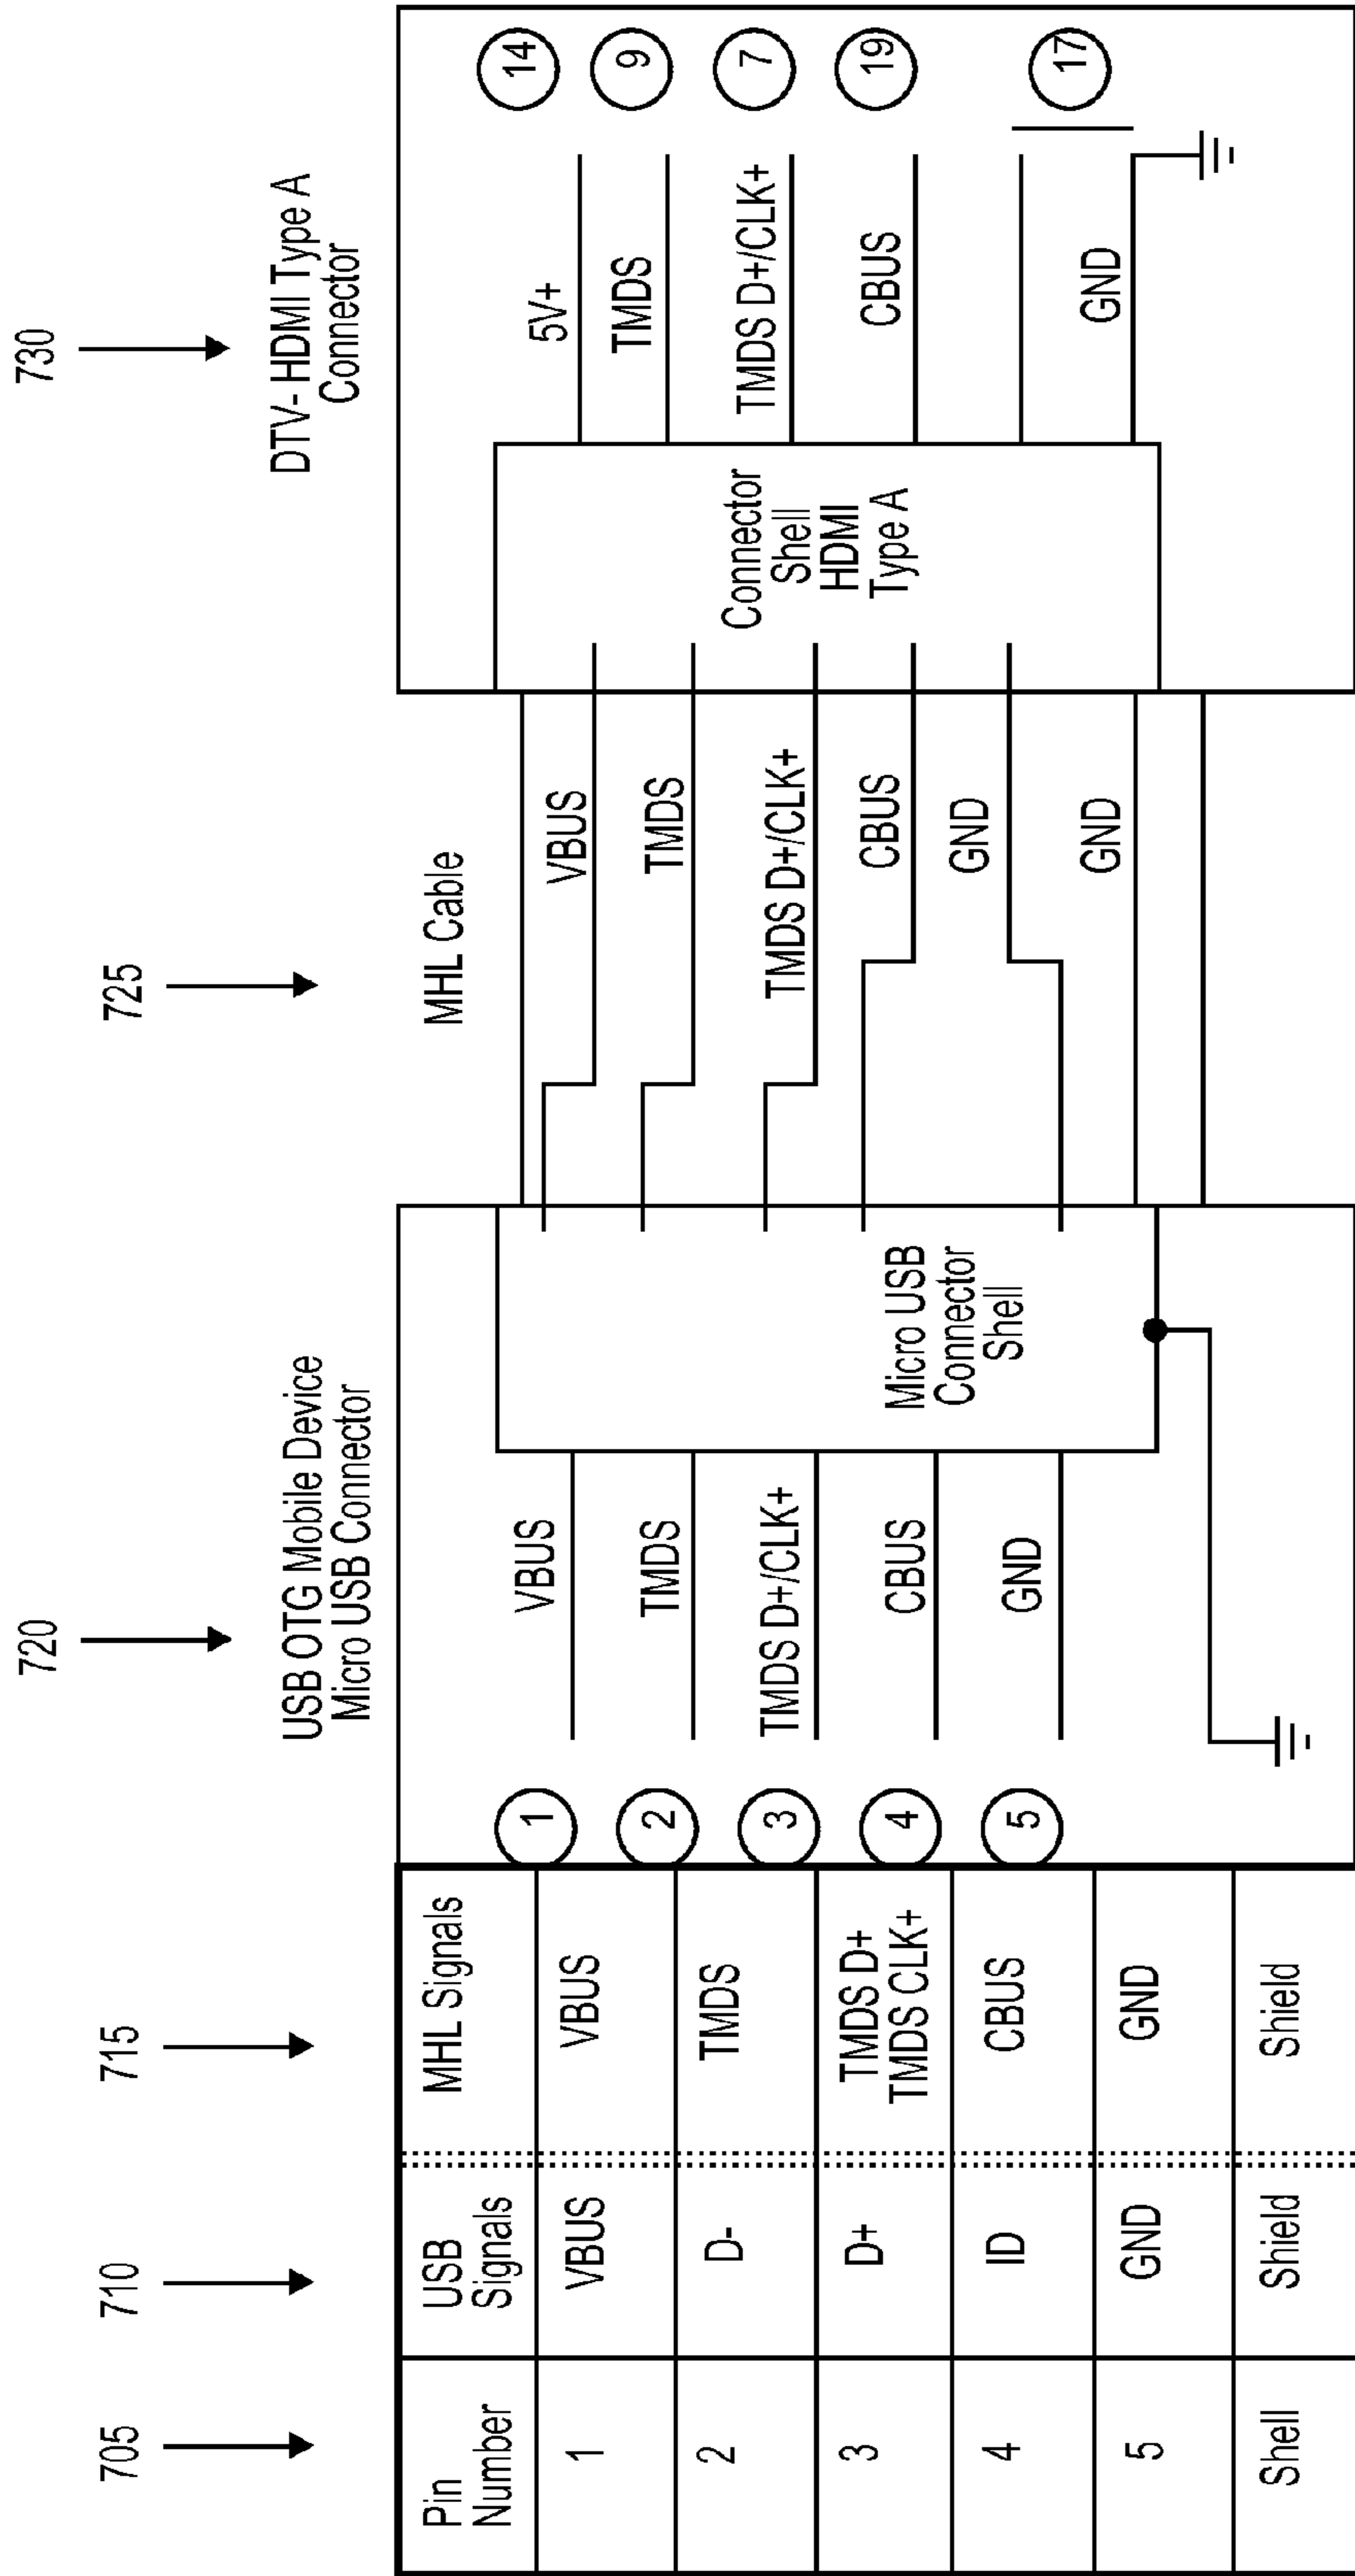 705
710
715
720
725
730
USB OTG Mobile Device
Micro USB Connector
MHL Cable
DTV- HDMI Type A
Connector
Pin
Number
USB
Signals
MHL Signals
1
VBUS
VBUS
2
D-
TMDS
3
D+
TMDS D+
TMDS CLK+
4
ID
CBUS
5
GND
GND
Shell
Shield
Shield
1
2
3
4
5
VBUS
TMDS
TMDS D+/CLK+
CBUS
GND
Micro USB
Connector
Shell
VBUS
TMDS
TMDS D+/CLK+
CBUS
GND
GND
Connector
Shell
HDMI
Type A
5V+
TMDS
TMDS D+/CLK+
CBUS
GND
14
9
7
19
17